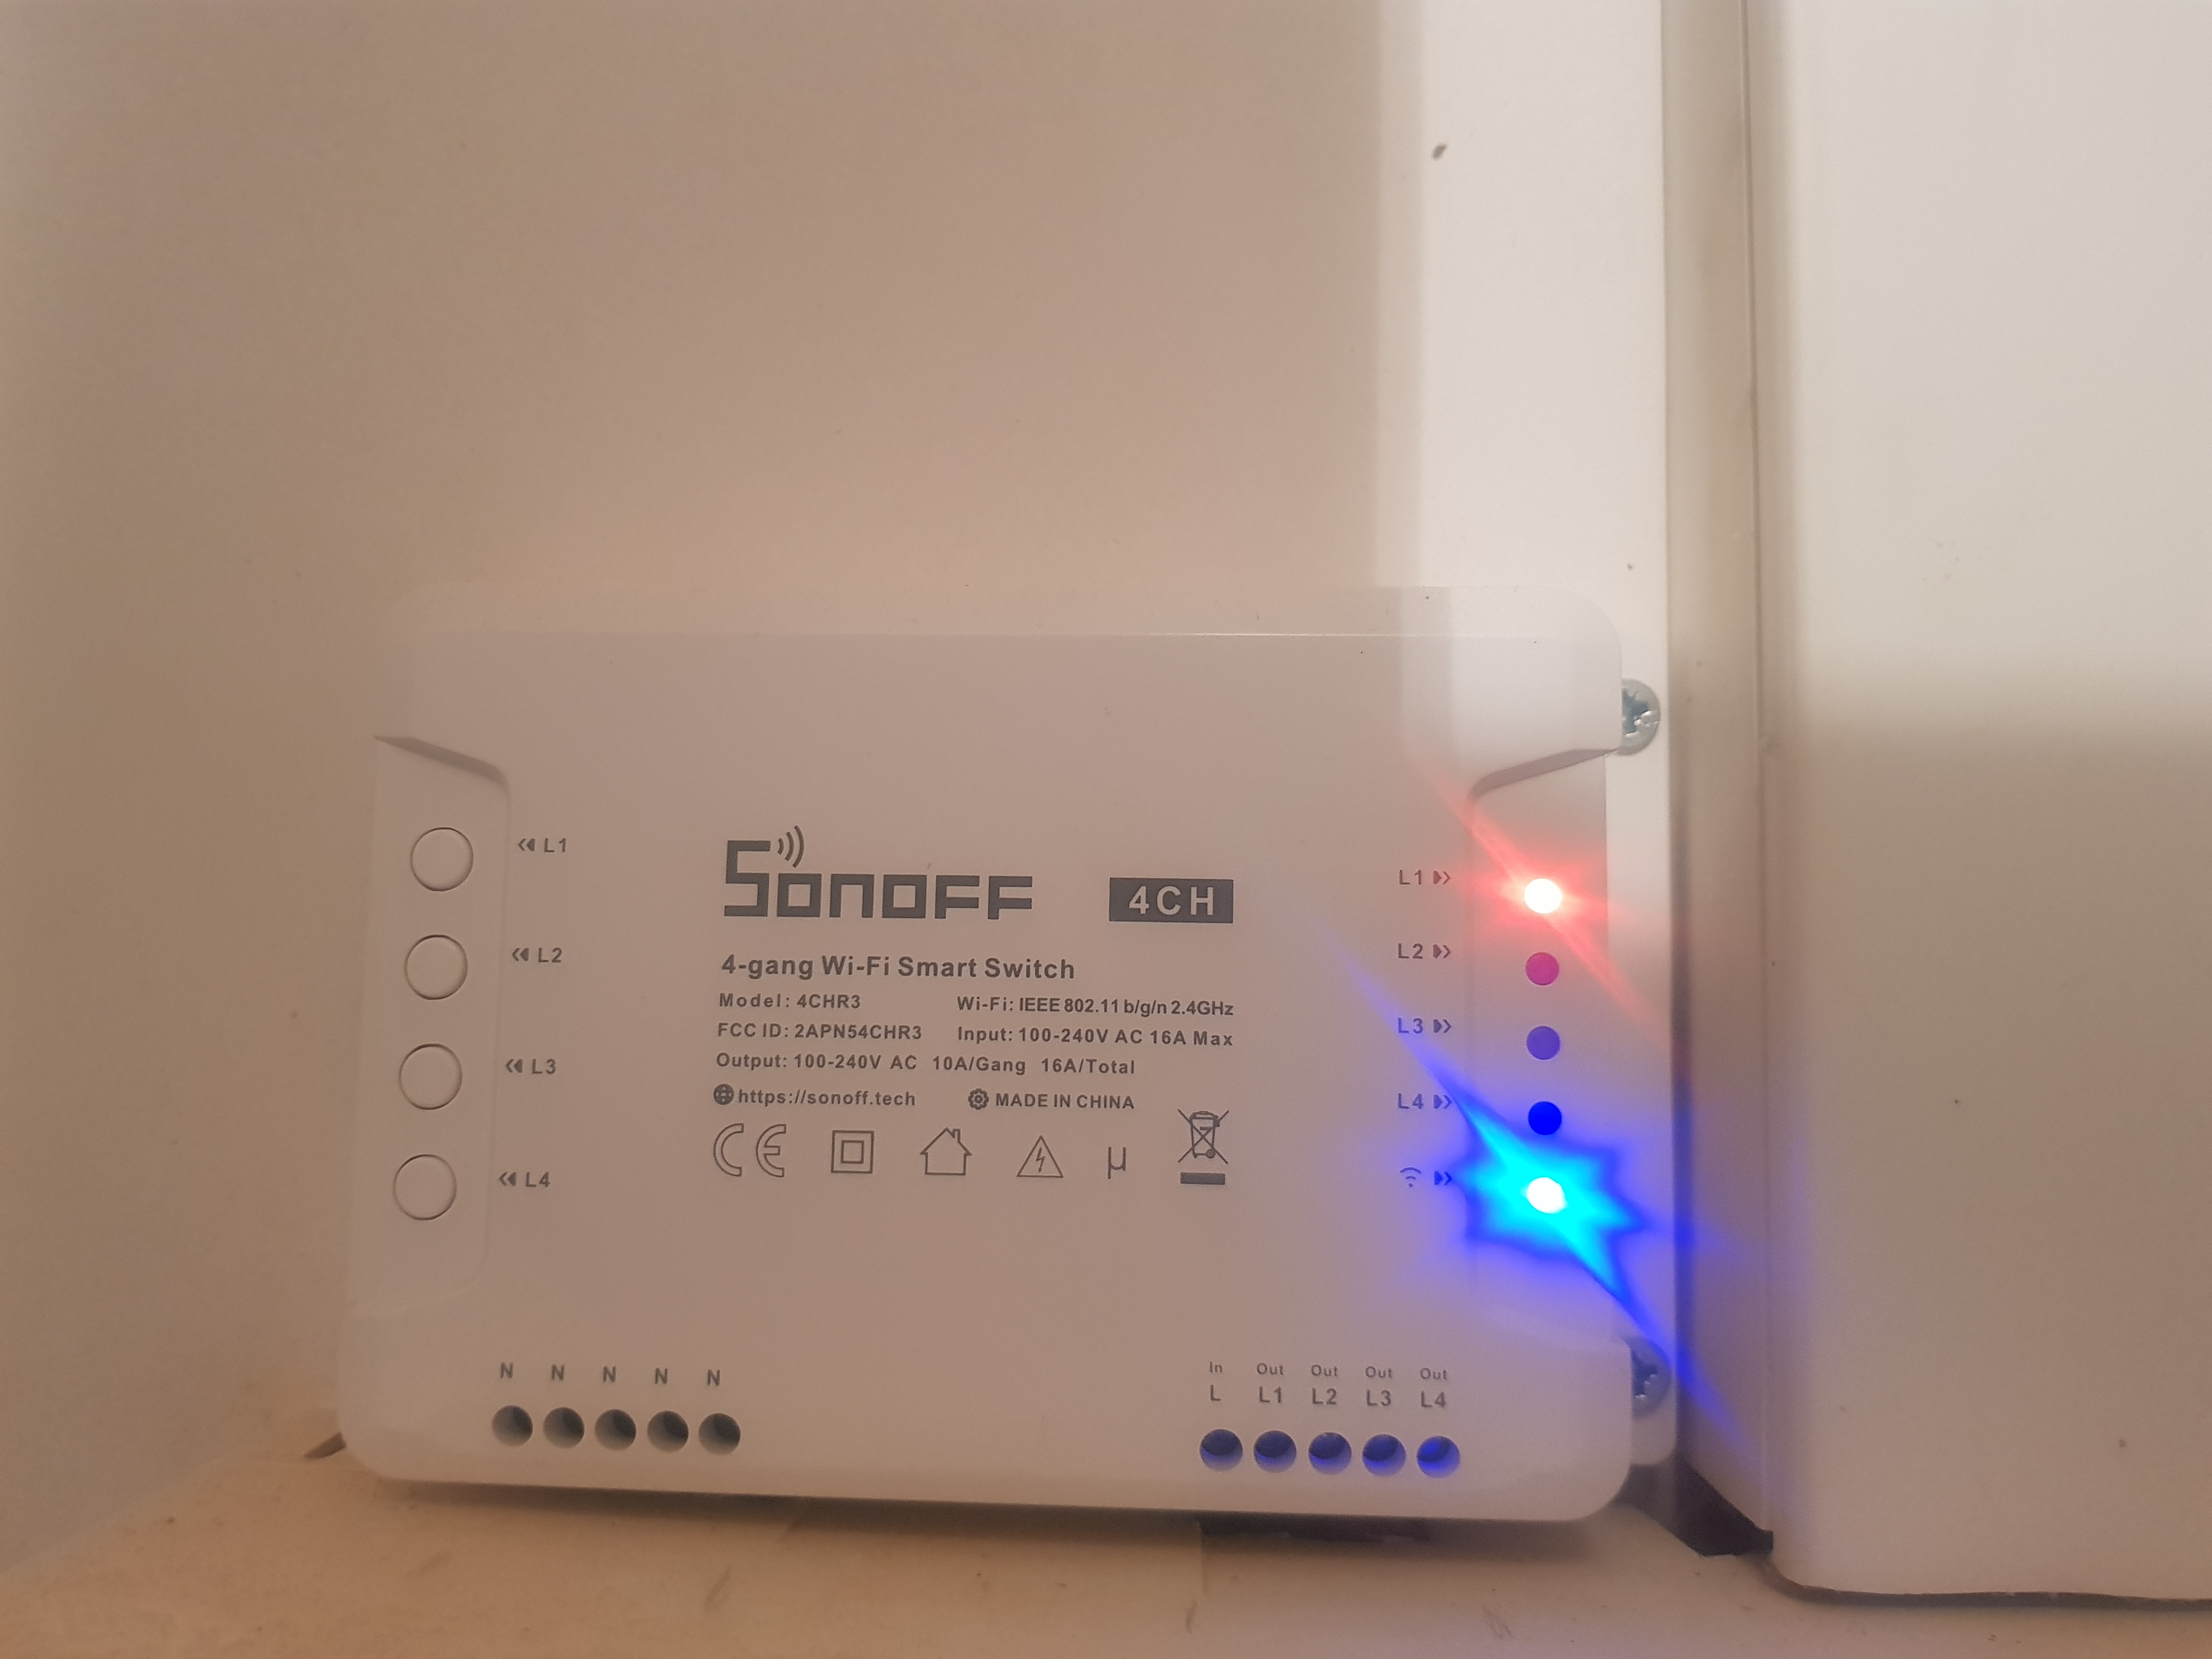 SONOFF 4CH
4-gang Wi-Fi Smart Switch
Model: 4CHR3 Wi-Fi: IEEE 802.11 b/g/n 2.4GHz
FCC ID: 2APN54CHR3 Input: 100-240V AC 16A Max
Output: 100-240V AC 10A/Gang 16A/Total
https://sonoff.tech MADE IN CHINA
CE μ
L1
L2
L3
L4
L1
L2
L3
L4
N N N N N
In Out Out Out Out
L L1 L2 L3 L4